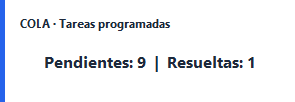 COLA · Tareas programadas
Pendientes: 9 | Resueltas: 1